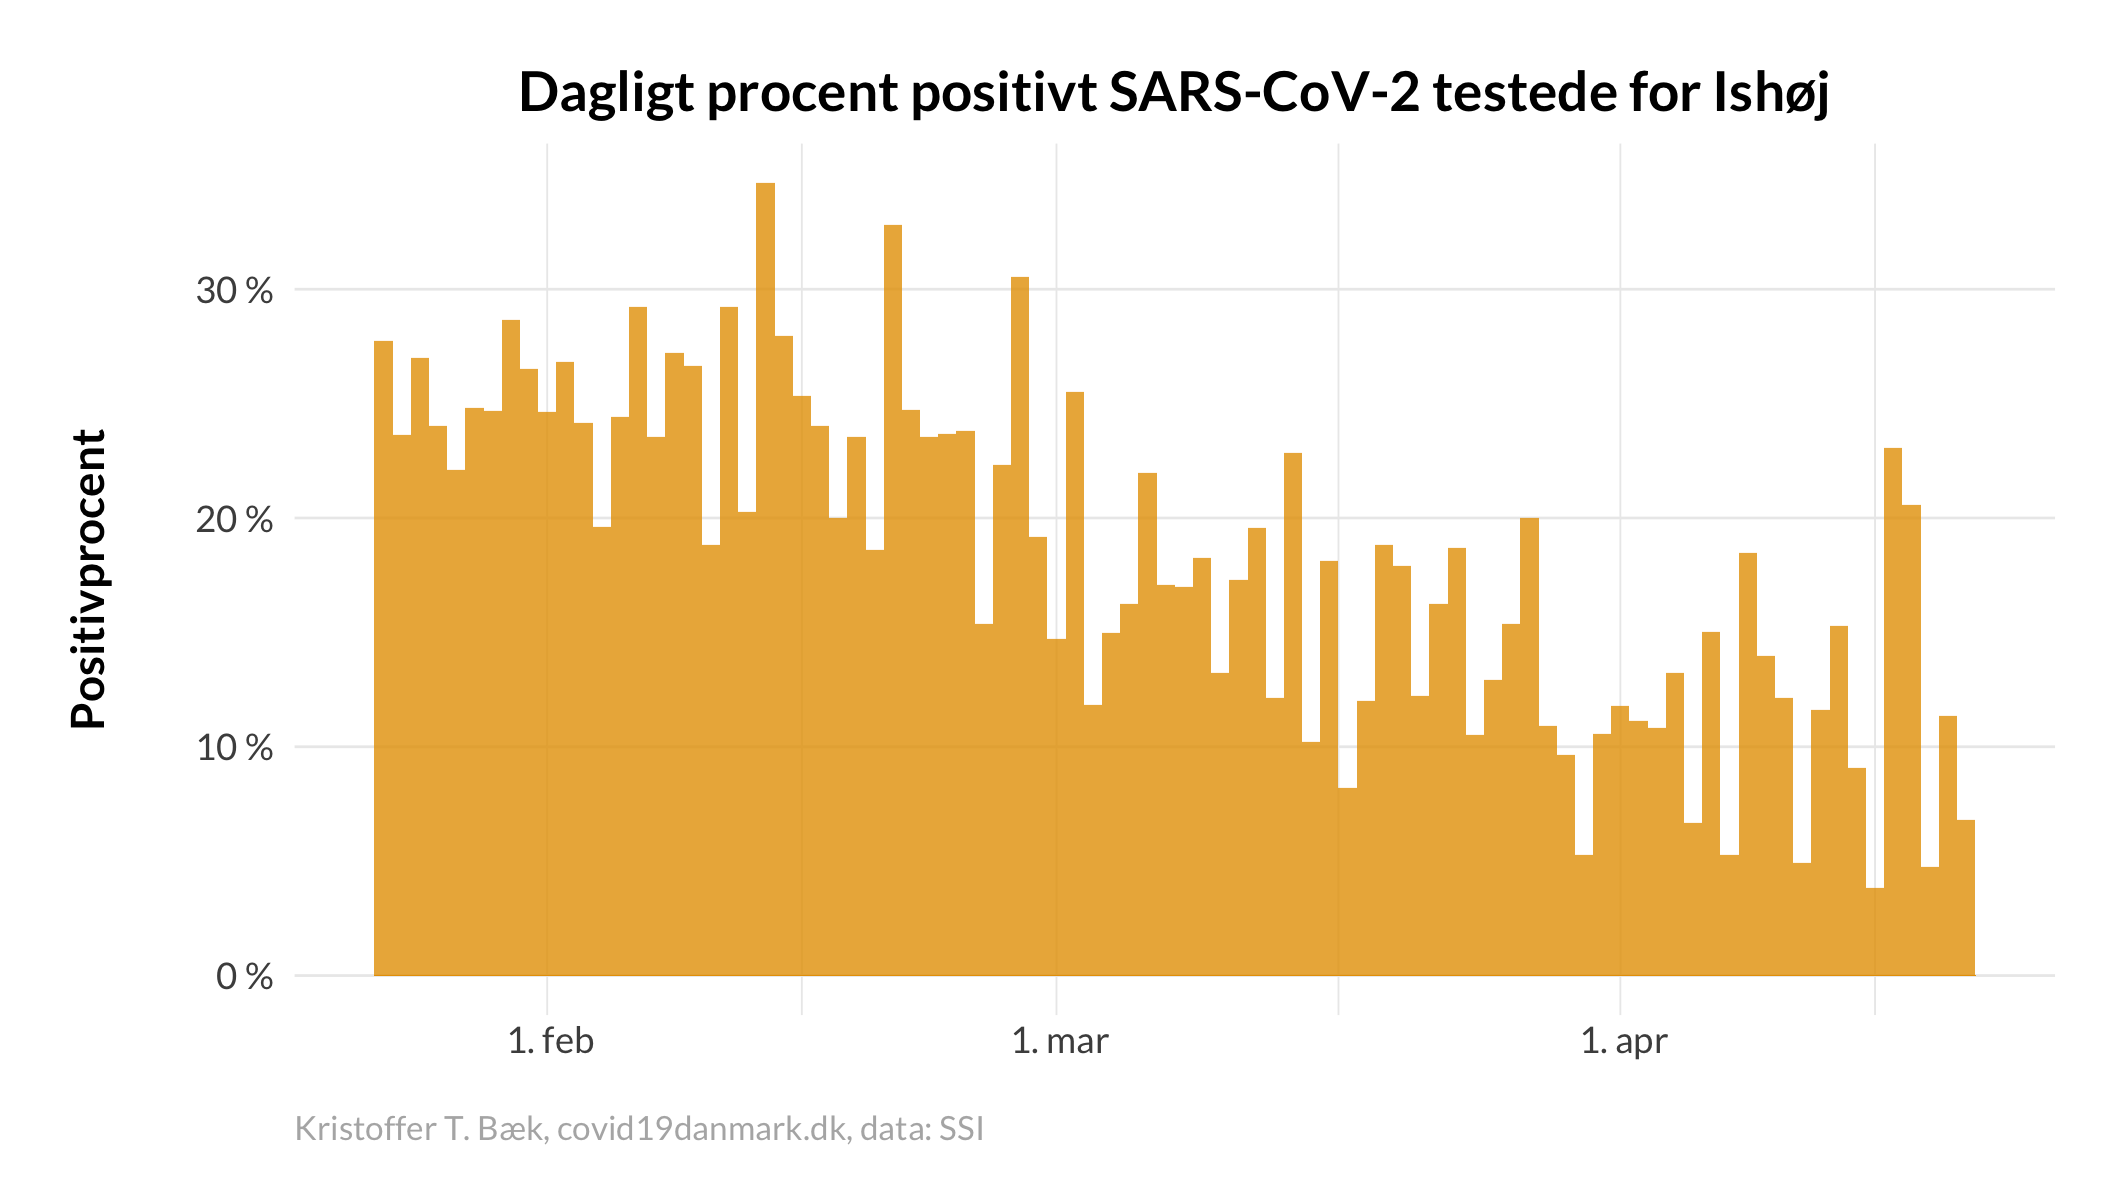 Dagligt procent positivt SARS-CoV-2 testede for Ishøj
Positivprocent
30 %
20 %
10 %
0 %
1. feb
1. mar
1. apr
Kristoffer T. Bæk, covid19danmark.dk, data: SSI